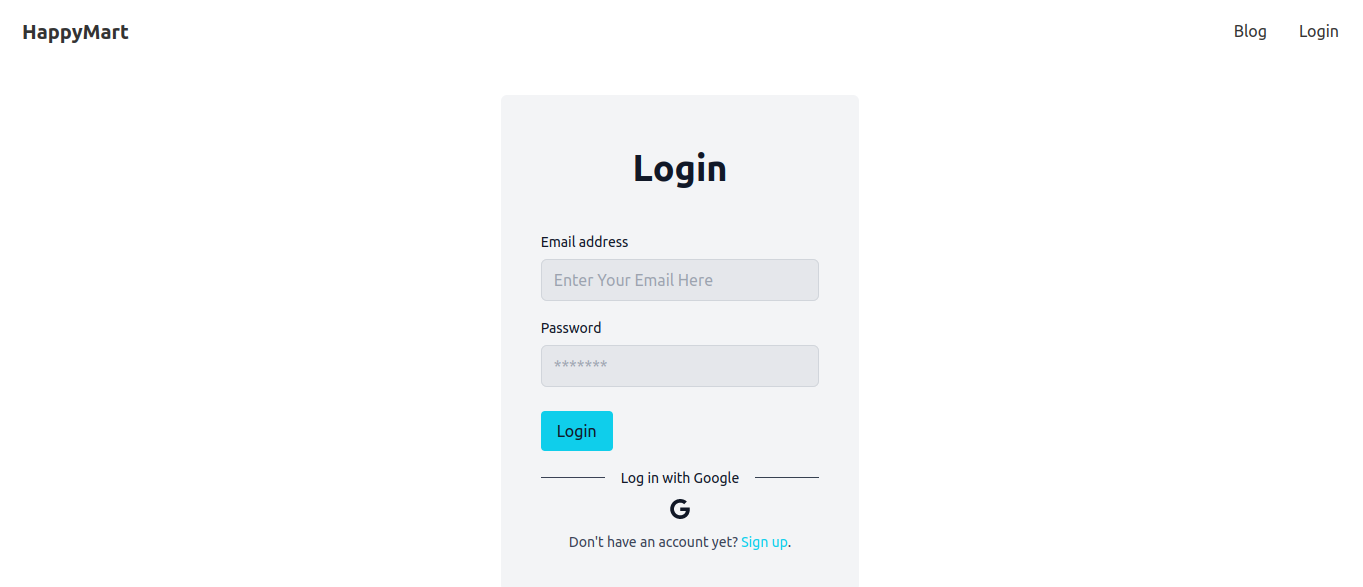 HappyMart
Blog
Login
Login
Email address
Enter Your Email Here
Password
*******
Login
Log in with Google
G
Don't have an account yet? Sign up.